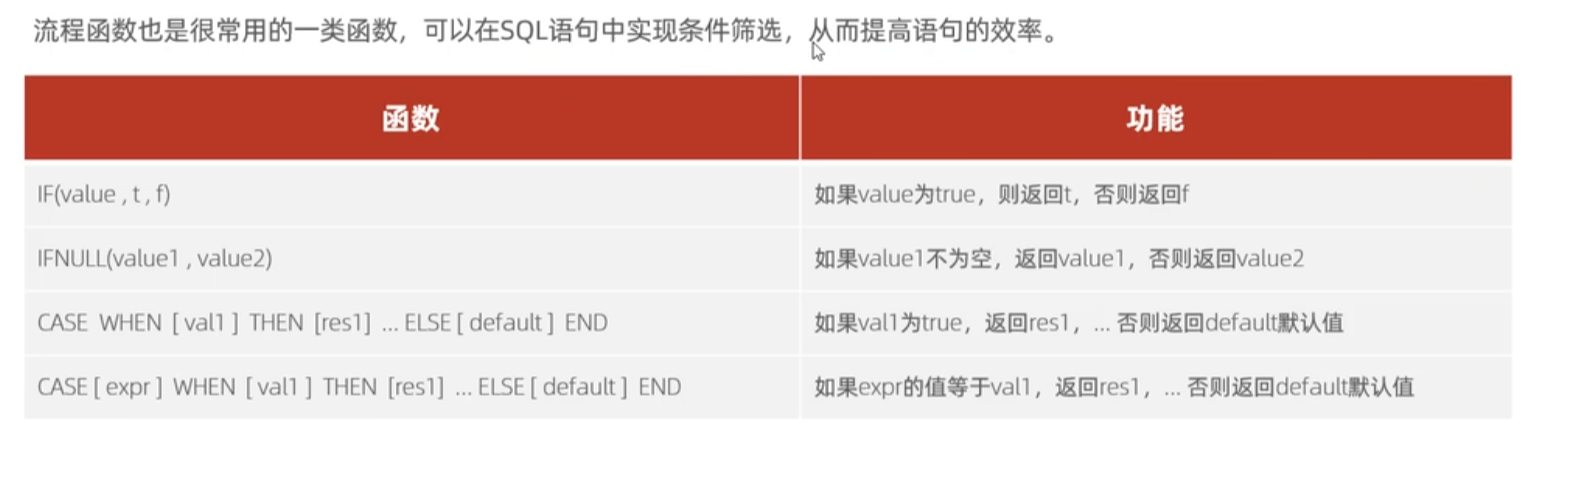 流程函数也是很常用的一类函数，可以在SQL语句中实现条件筛选，从而提高语句的效率。
函数 功能
IF(value , t , f) 如果value为true，则返回t，否则返回f
IFNULL(value1 , value2) 如果value1不为空，返回value1，否则返回value2
CASE WHEN [ val1 ] THEN [res1] ... ELSE [ default ] END 如果val1为true，返回res1，... 否则返回default默认值
CASE [ expr ] WHEN [ val1 ] THEN [res1] ... ELSE [ default ] END 如果expr的值等于val1，返回res1，... 否则返回default默认值